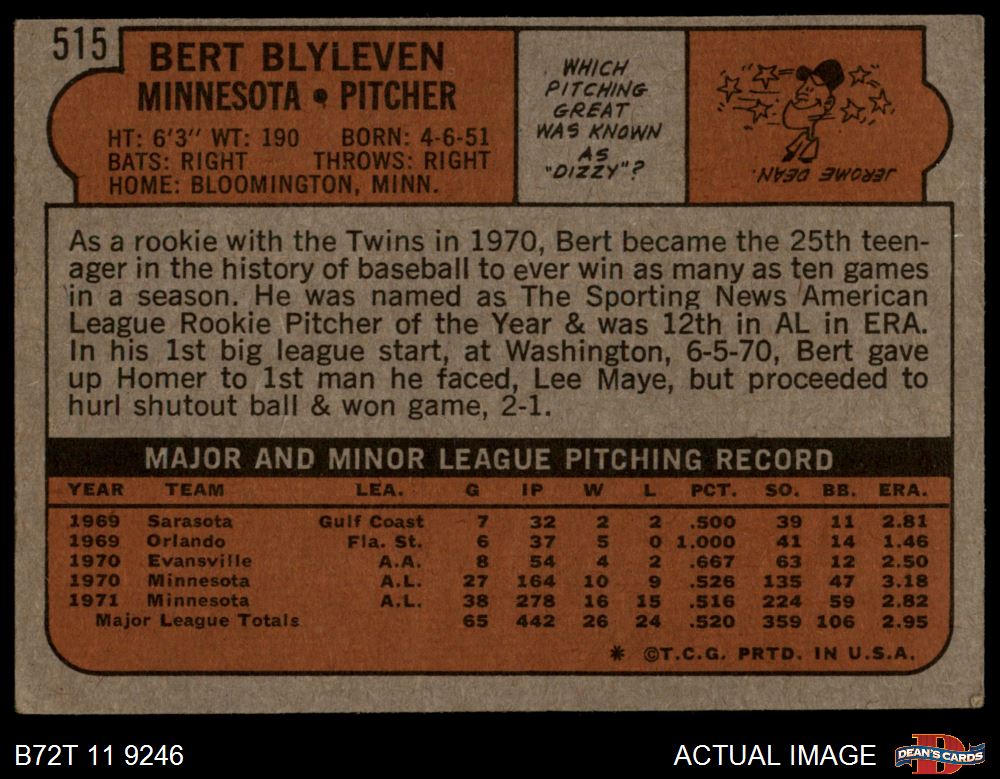 515
BERT BLYLEVEN
MINNESOTA • PITCHER
HT: 6'3" WT: 190 BORN: 4-6-51
BATS: RIGHT THROWS: RIGHT
HOME: BLOOMINGTON, MINN.
WHICH
PITCHING
GREAT
WAS KNOWN
AS
"DIZZY"?
JEROME DEAN.
As a rookie with the Twins in 1970, Bert became the 25th teen-
ager in the history of baseball to ever win as many as ten games
in a season. He was named as The Sporting News American
League Rookie Pitcher of the Year & was 12th in AL in ERA.
In his 1st big league start, at Washington, 6-5-70, Bert gave
up Homer to 1st man he faced, Lee Maye, but proceeded to
hurl shutout ball & won game, 2-1.
MAJOR AND MINOR LEAGUE PITCHING RECORD
YEAR TEAM LEA. G IP W L PCT. SO. BB. ERA.
1969 Sarasota Gulf Coast 7 32 2 2 .500 39 11 2.81
1969 Orlando Fla. St. 6 37 5 0 1.000 41 14 1.46
1970 Evansville A.A. 8 54 4 2 .667 63 12 2.50
1970 Minnesota A.L. 27 164 10 9 .526 135 47 3.18
1971 Minnesota A.L. 38 278 16 15 .516 224 59 2.82
Major League Totals 65 442 26 24 .520 359 106 2.95
* ©T.C.G. PRTD. IN U.S.A.
B72T 11 9246 ACTUAL IMAGE
DEAN'S CARDS